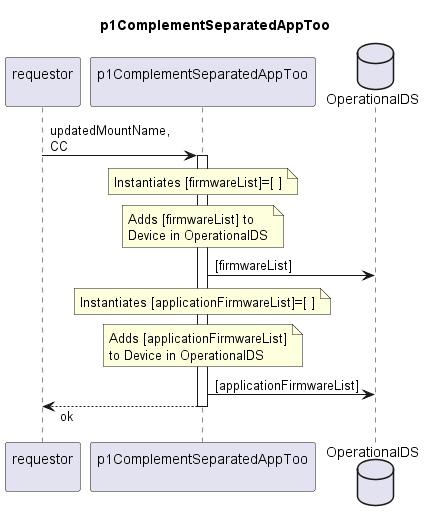 p1ComplementSeparatedAppToo
requestor
p1ComplementSeparatedAppToo
OperationalDS
updatedMountName,
CC
Instantiates [firmwareList]=[ ]
Adds [firmwareList] to
Device in OperationalDS
[firmwareList]
Instantiates [applicationFirmwareList]=[ ]
Adds [applicationFirmwareList]
to Device in OperationalDS
[applicationFirmwareList]
ok
requestor
p1ComplementSeparatedAppToo
OperationalDS